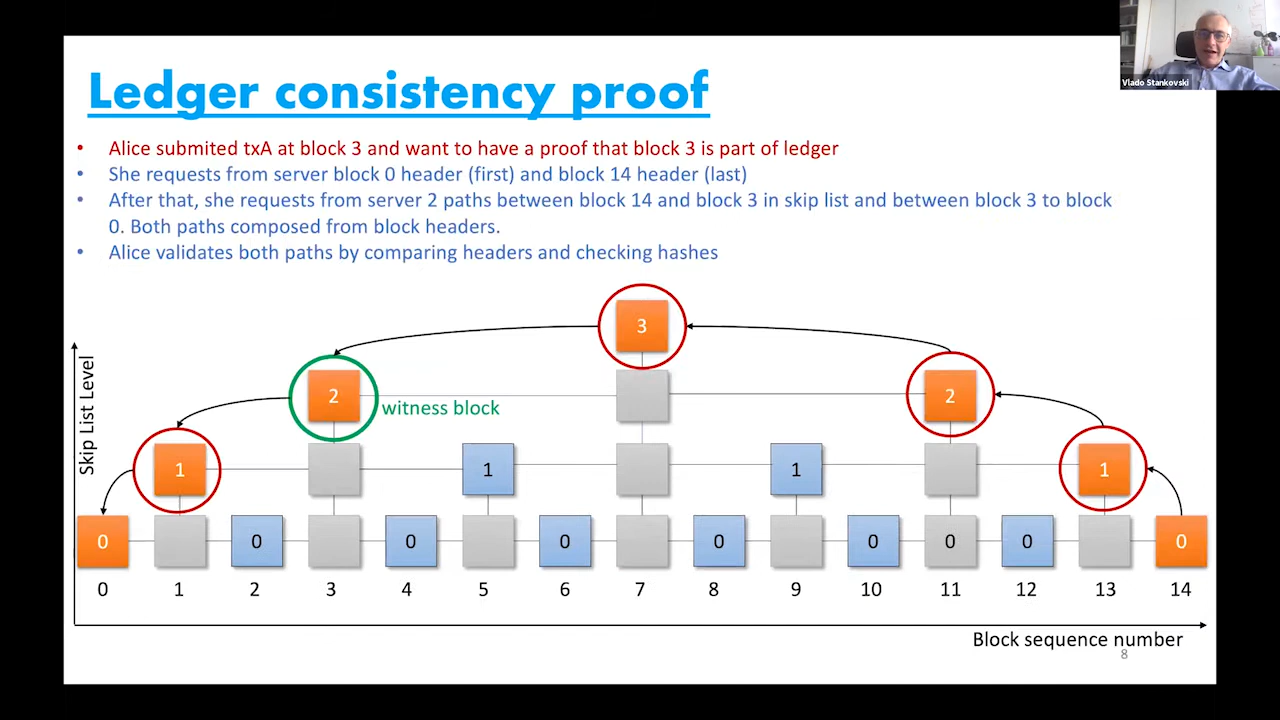 Vlado Stankovski
Ledger consistency proof
• Alice submited txA at block 3 and want to have a proof that block 3 is part of ledger
• She requests from server block 0 header (first) and block 14 header (last)
• After that, she requests from server 2 paths between block 14 and block 3 in skip list and between block 3 to block
0. Both paths composed from block headers.
• Alice validates both paths by comparing headers and checking hashes
Skip List Level
3
2
witness block
2
1
1
1
1
0 0 0 0 0 0 0 0 0
0 1 2 3 4 5 6 7 8 9 10 11 12 13 14
Block sequence number
8